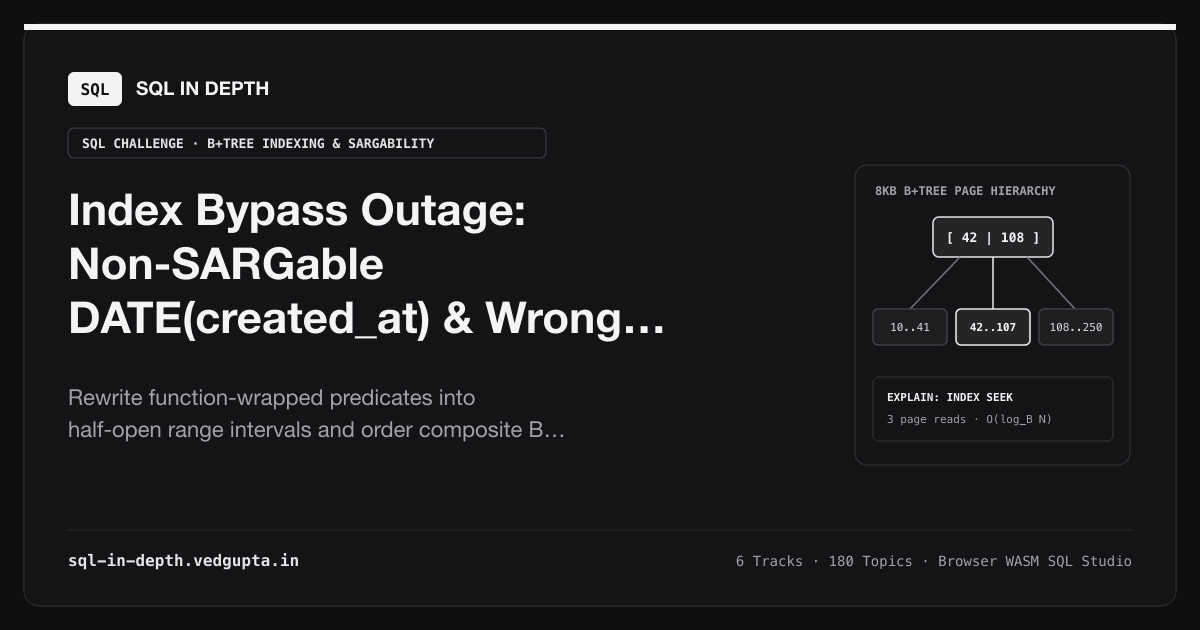 SQL SQL IN DEPTH
SQL CHALLENGE · B+TREE INDEXING & SARGABILITY
Index Bypass Outage:
Non-SARGable
DATE(created_at) & Wrong...
Rewrite function-wrapped predicates into
half-open range intervals and order composite B...
8KB B+TREE PAGE HIERARCHY
[ 42 | 108 ]
10..41 42..107 108..250
EXPLAIN: INDEX SEEK
3 page reads · O(log_B N)
sql-in-depth.vedgupta.in
6 Tracks · 180 Topics · Browser WASM SQL Studio